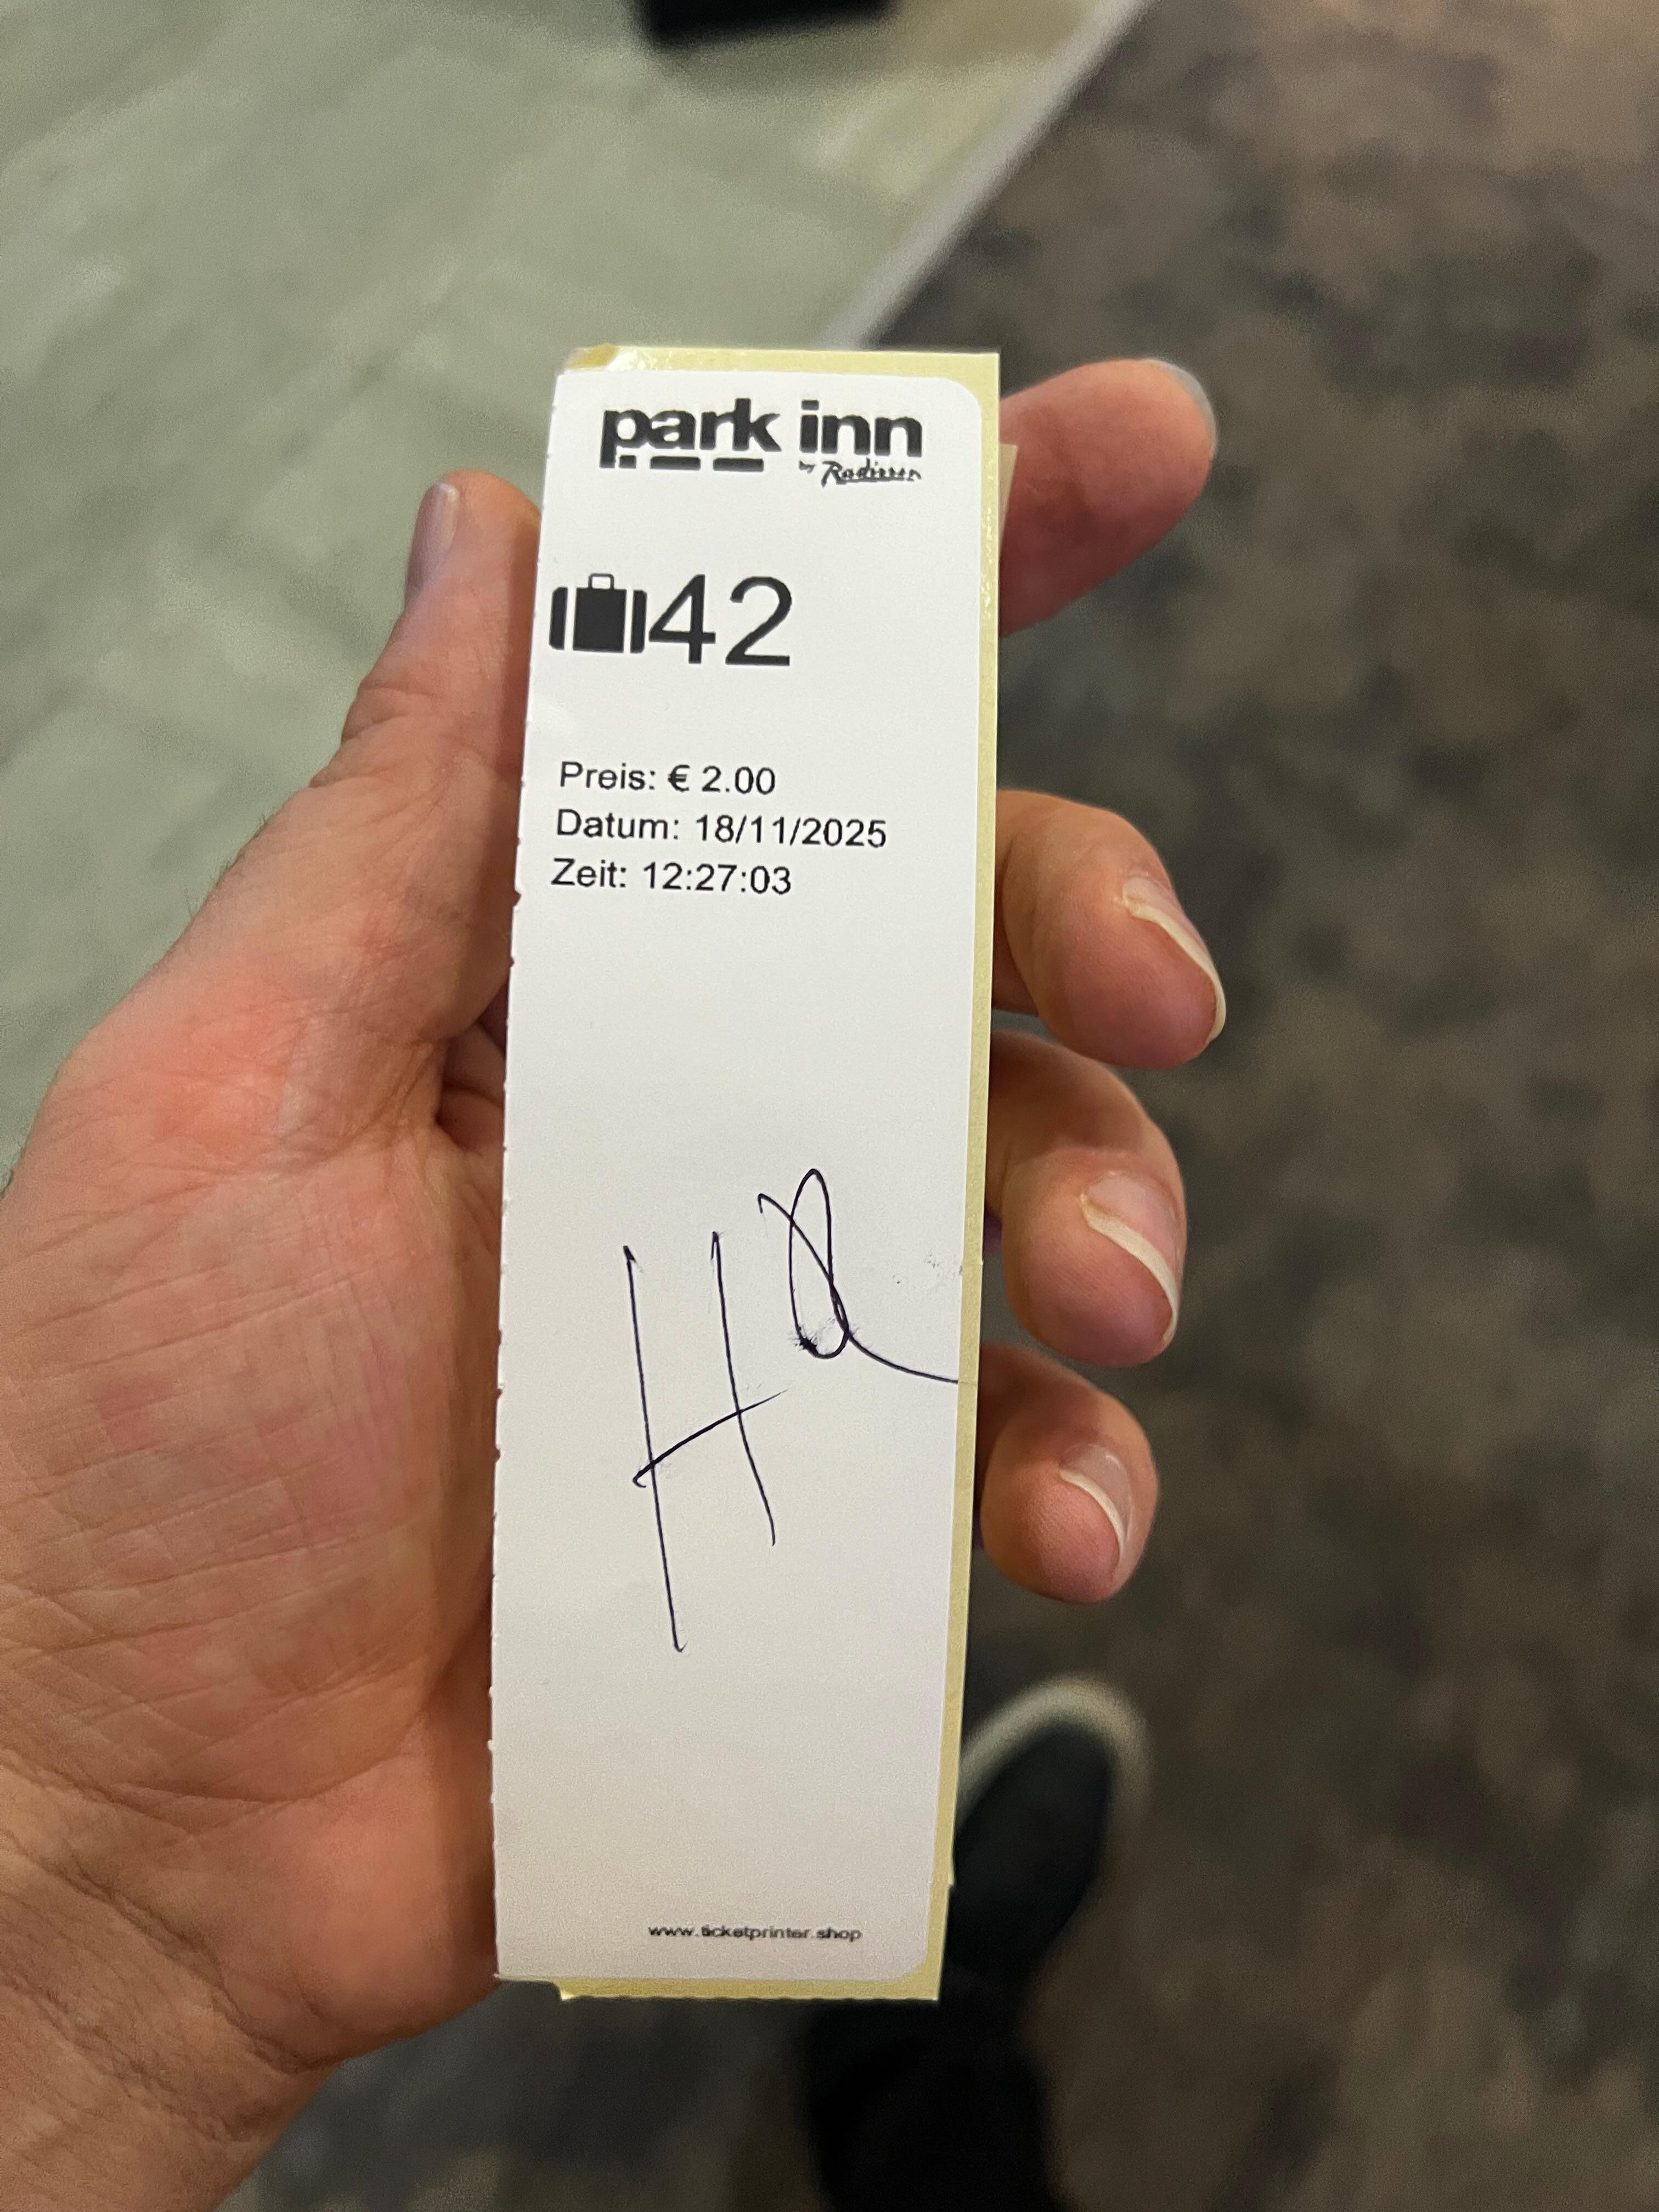 park inn
by Radisson
42
Preis: € 2.00
Datum: 18/11/2025
Zeit: 12:27:03
www.ticketprinter.shop